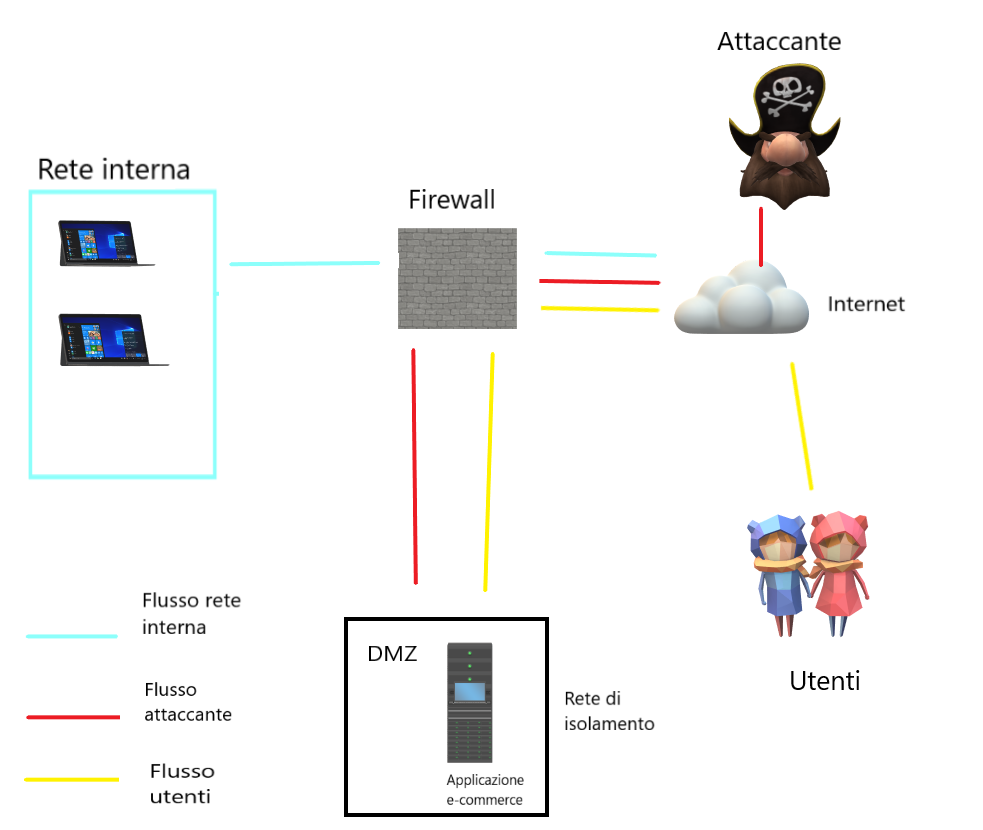 Attaccante
Rete interna
Firewall
Internet
Flusso rete
interna
Flusso
attaccante
Flusso
utenti
DMZ
Applicazione
e-commerce
Rete di
isolamento
Utenti